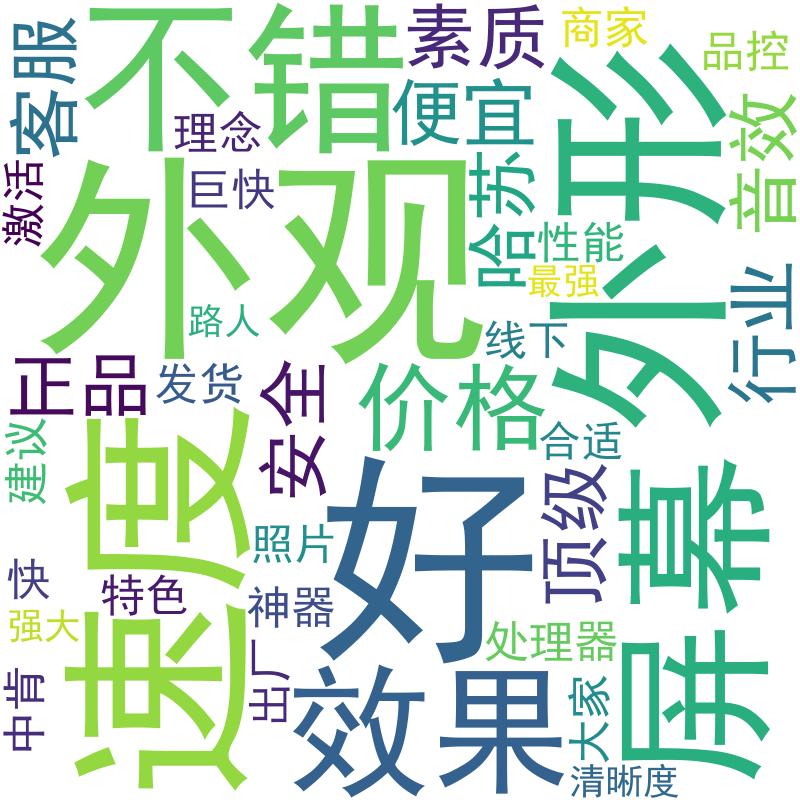 不错
素质
商家
品控
客服
便宜
外形
音效
理念
巨快
激活
外观
哈苏
性能
最强
路人
线下
行业
正品
发货
安全
价格
合适
建议
速度
好
顶级
屏幕
照片
快
特色
神器
强大
处理器
中肯
出厂
效果
大家
清晰度